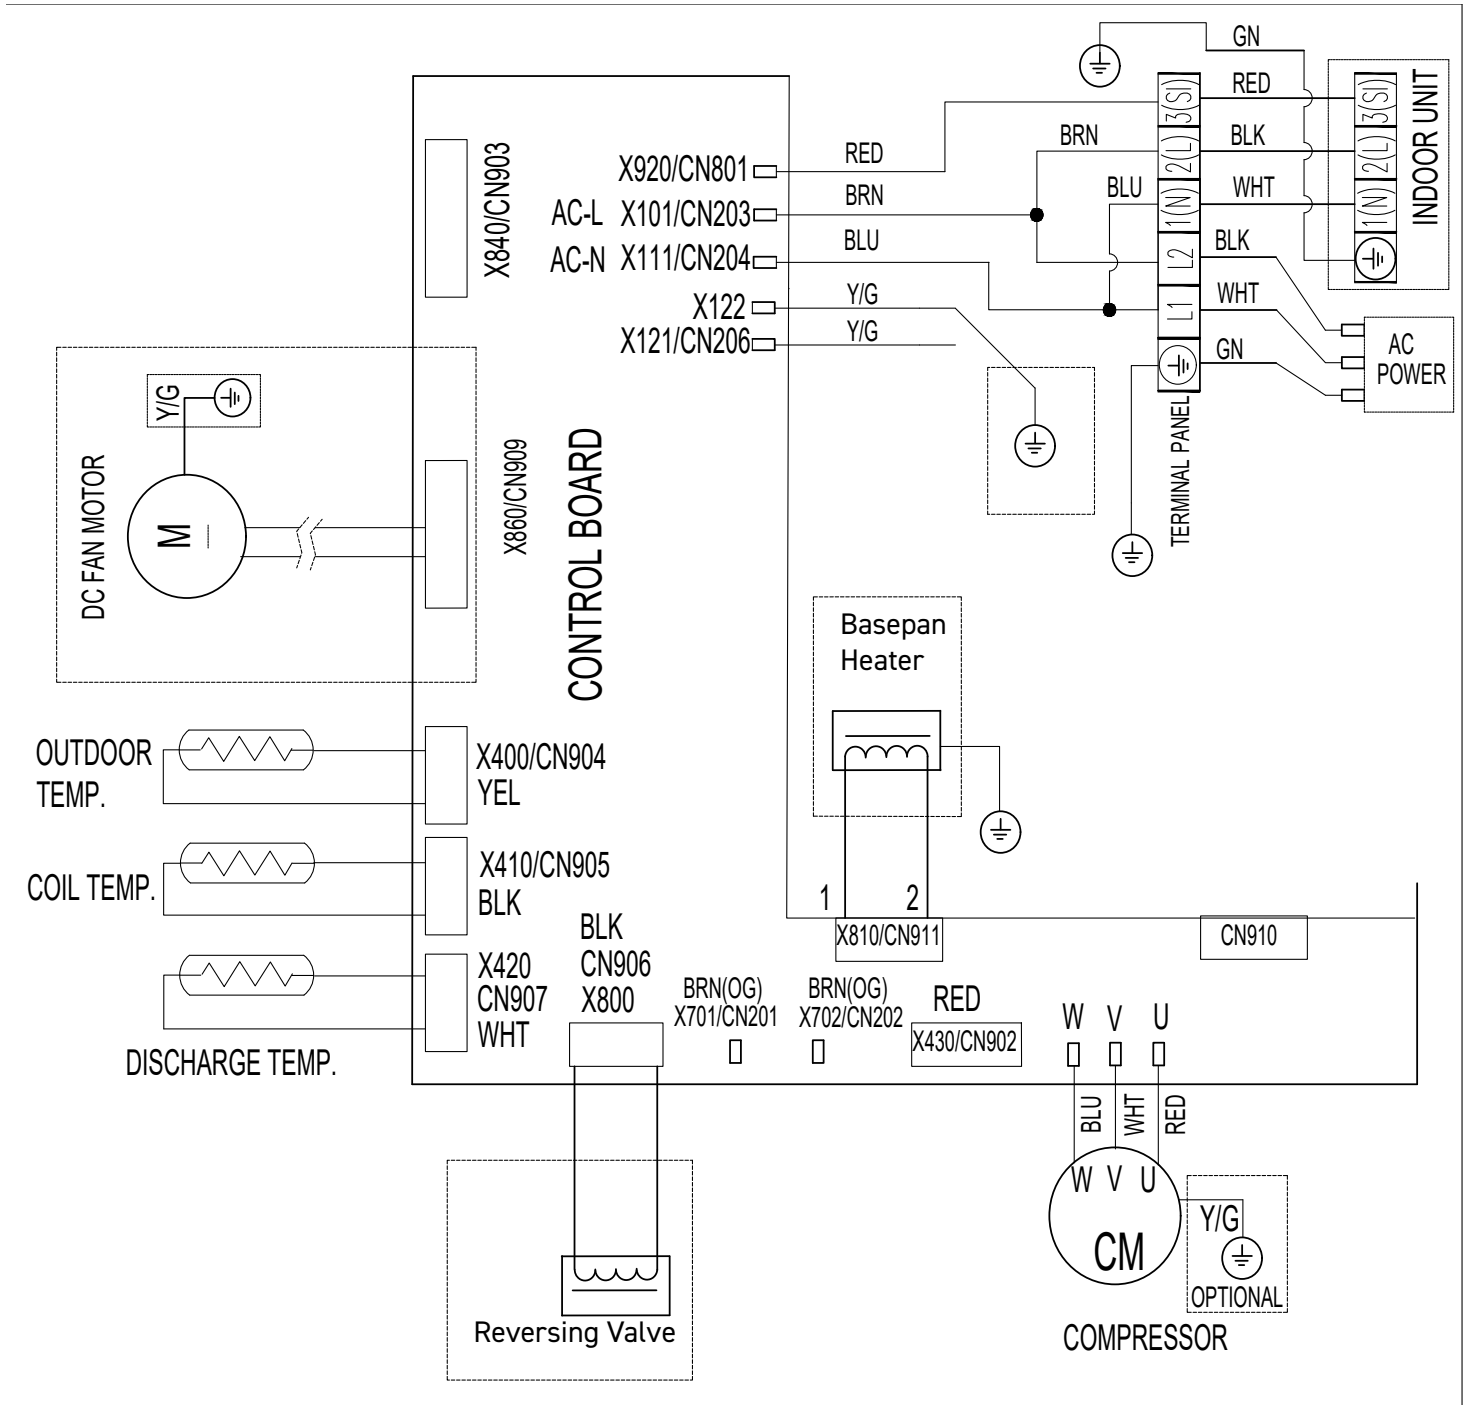 GN
RED
BLK
WHT
3(SI)
2(L)
1(N)
L2
L1
3(SI)
2(L)
1(N)
INDOOR UNIT
BRN
BLU
BLK
WHT
GN
AC
POWER
TERMINAL PANEL
X840/CN903
X920/CN801
RED
AC-L X101/CN203
BRN
AC-N X111/CN204
BLU
X122
Y/G
X121/CN206
Y/G
Y/G
DC FAN MOTOR
M
X860/CN909
CONTROL BOARD
Basepan
Heater
OUTDOOR
TEMP.
X400/CN904
YEL
COIL TEMP.
X410/CN905
BLK
DISCHARGE TEMP.
X420
CN907
WHT
BLK
CN906
X800
BRN(OG)
X701/CN201
BRN(OG)
X702/CN202
RED
X430/CN902
1
2
X810/CN911
CN910
W V U
BLU
WHT
RED
W V U
CM
Y/G
OPTIONAL
COMPRESSOR
Reversing Valve